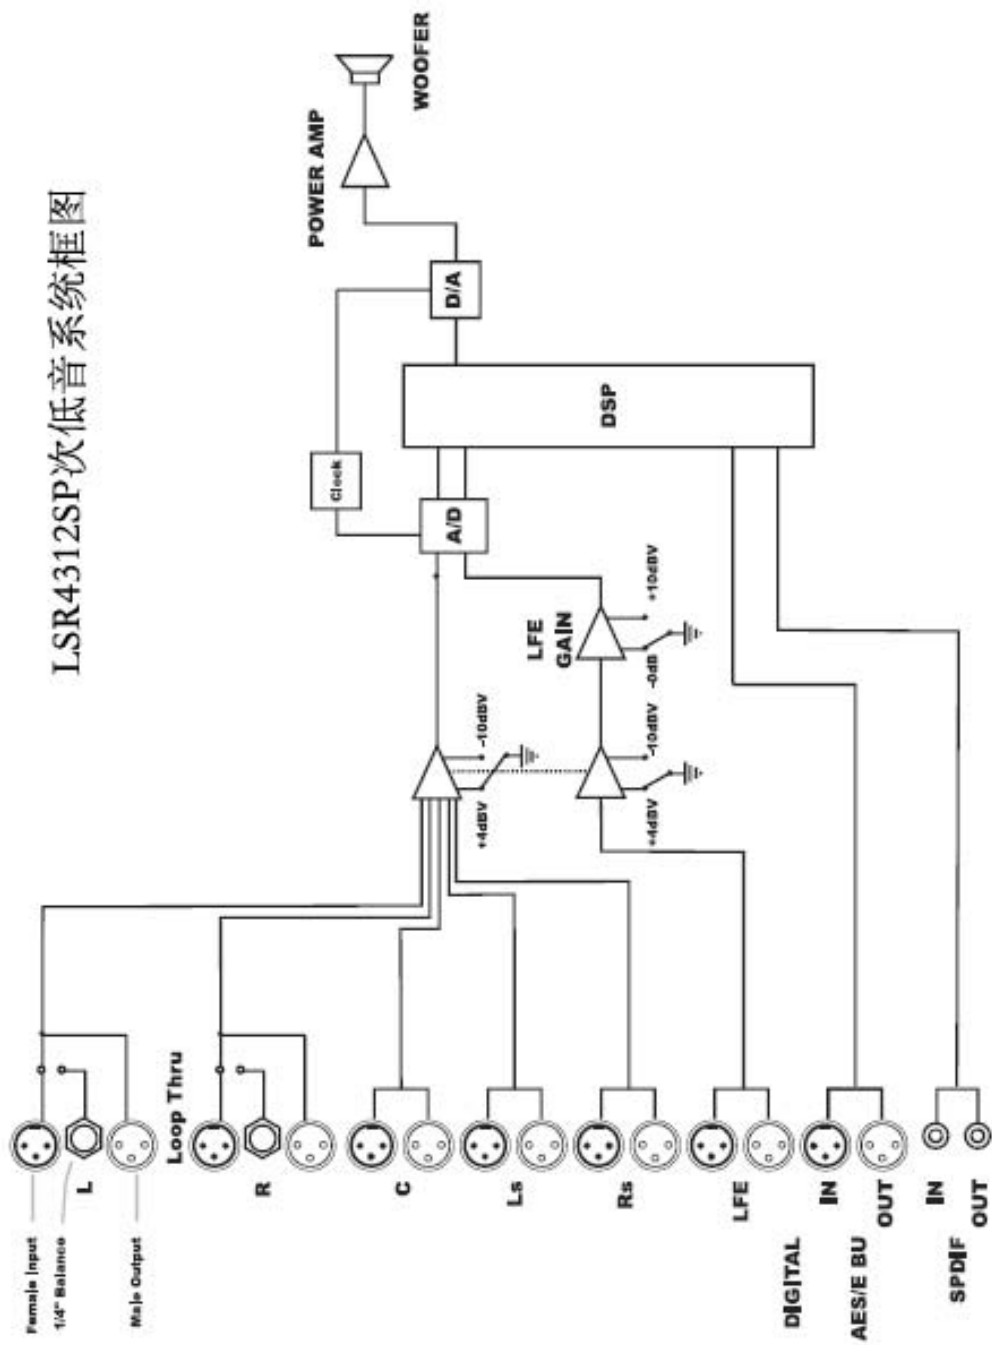 LSR4312SP次低音系统框图
Female Input
1/4" Balance
Male Output
L
Loop Thru
R
C
Ls
Rs
LFE
DIGITAL
IN
AES/E BU
OUT
IN
SPDIF
OUT
+4dBV
-10dBV
+4dBV
-10dBV
LFE
GAIN
-0dB
+10dBV
A/D
Clock
DSP
D/A
POWER AMP
WOOFER